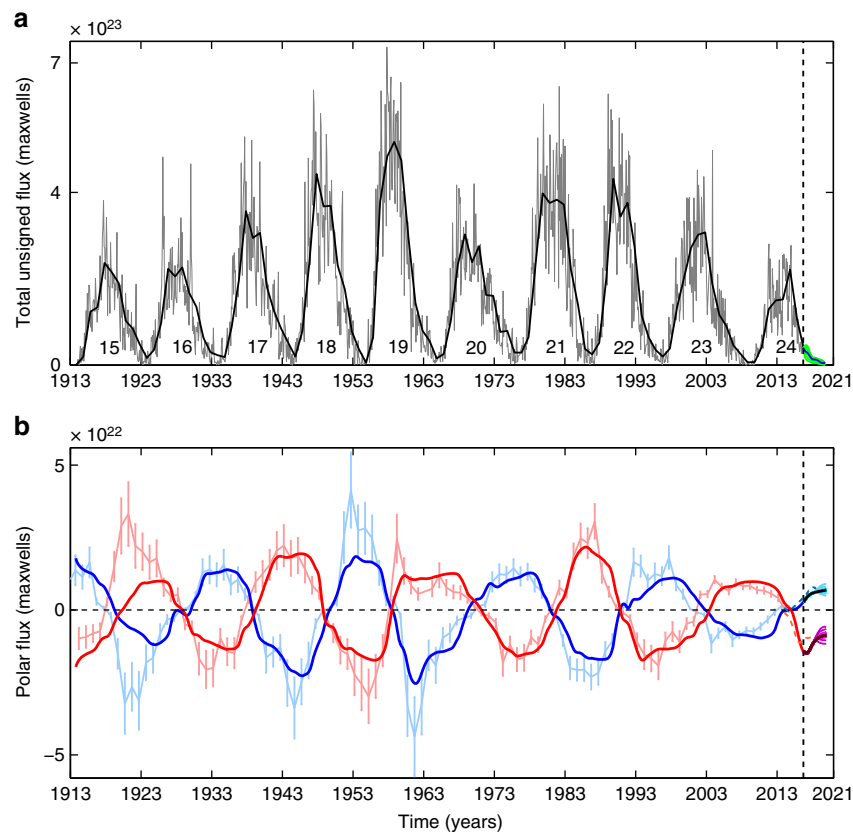 a
× 10²³
Total unsigned flux (maxwells)
7
4
0
15 16 17 18 19 20 21 22 23 24
1913 1923 1933 1943 1953 1963 1973 1983 1993 2003 2013 2021
b
× 10²²
Polar flux (maxwells)
5
0
−5
1913 1923 1933 1943 1953 1963 1973 1983 1993 2003 2013 2021
Time (years)